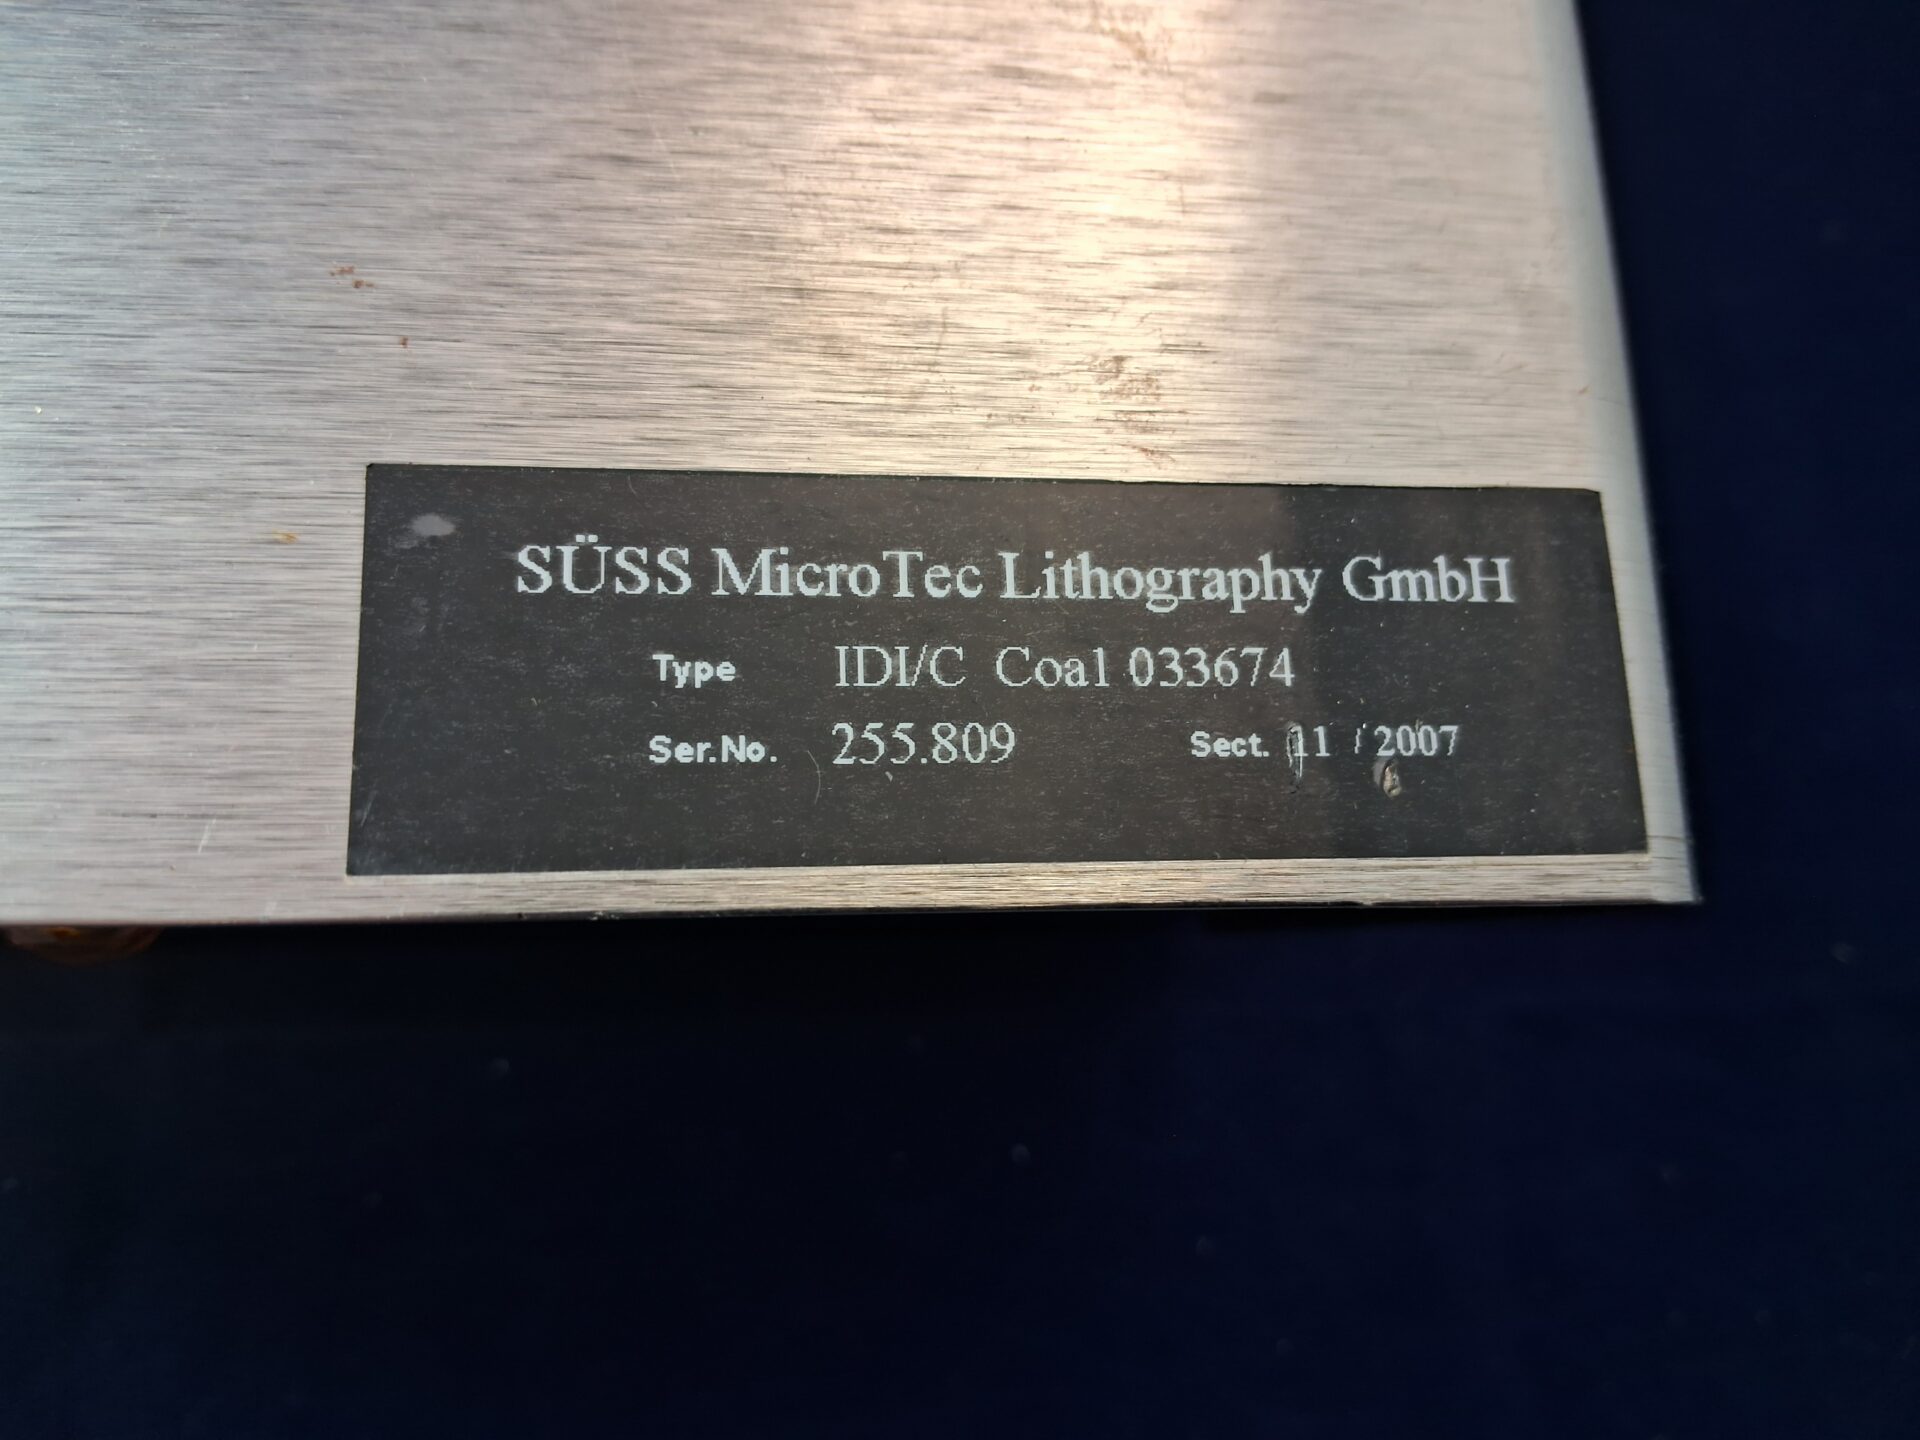 SÜSS MicroTec Lithography GmbH
Type IDI/C Coal 033674
Ser.No. 255.809 Sect. 11 / 2007